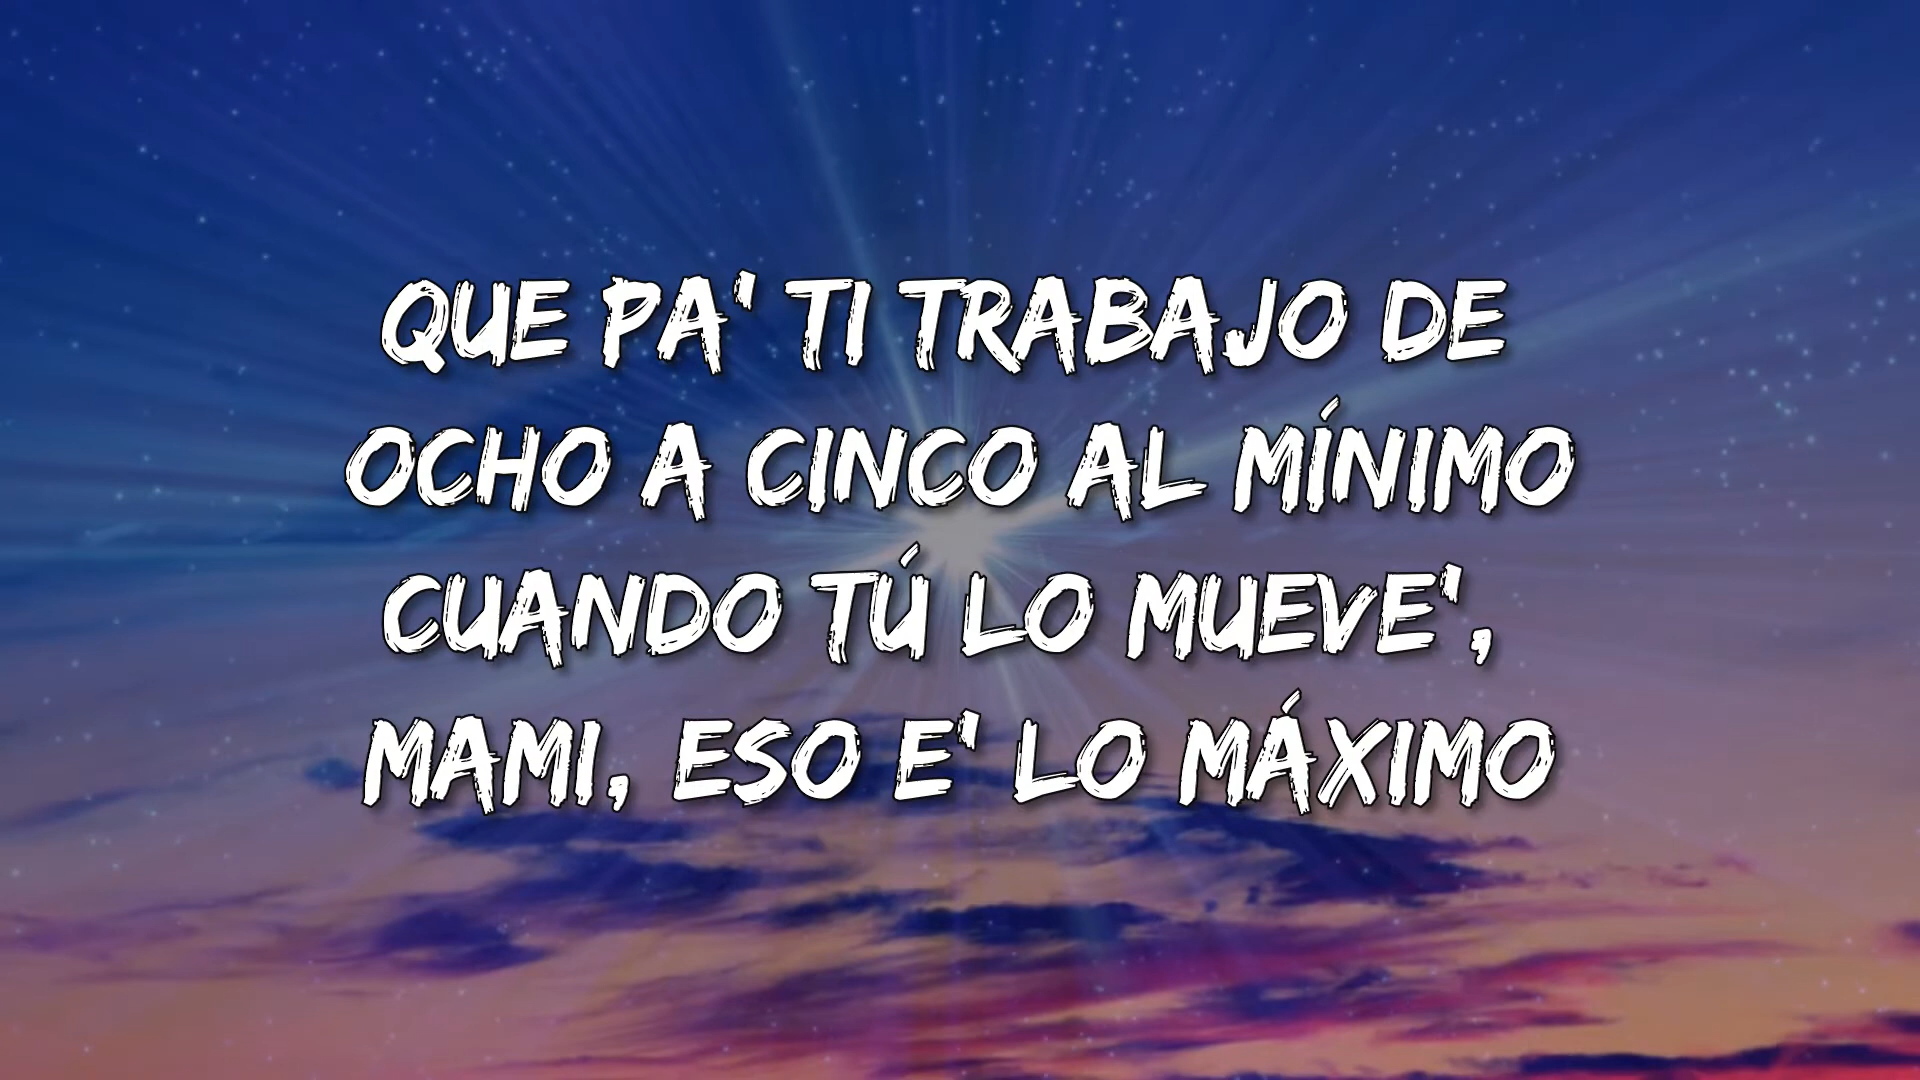 QUE PA' TI TRABAJO DE
OCHO A CINCO AL MÍNIMO
CUANDO TÚ LO MUEVE',
MAMI, ESO E' LO MÁXIMO